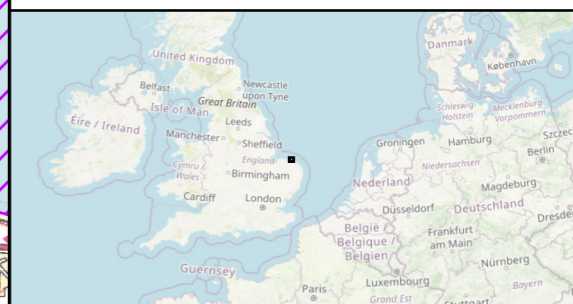 Danmark
København
United Kingdom
Newcastle
upon Tyne
Belfast
Great Britain
Isle of Man
Schleswig-
Holstein
Mecklenburg-
Vorpommern
Leeds
Éire / Ireland
Manchester
Sheffield
Groningen
Hamburg
Szczec
Berlin
England
Cymru /
Wales
Birmingham
Niedersachsen
Nederland
Magdeburg
Cardiff
London
Düsseldorf
Deutschland
Dresde
België
Belgique /
Belgien
Frankfurt
am Main
Guernsey
Nürnberg
Luxembourg
Paris
Grand Est
Bayern
Stuttgart